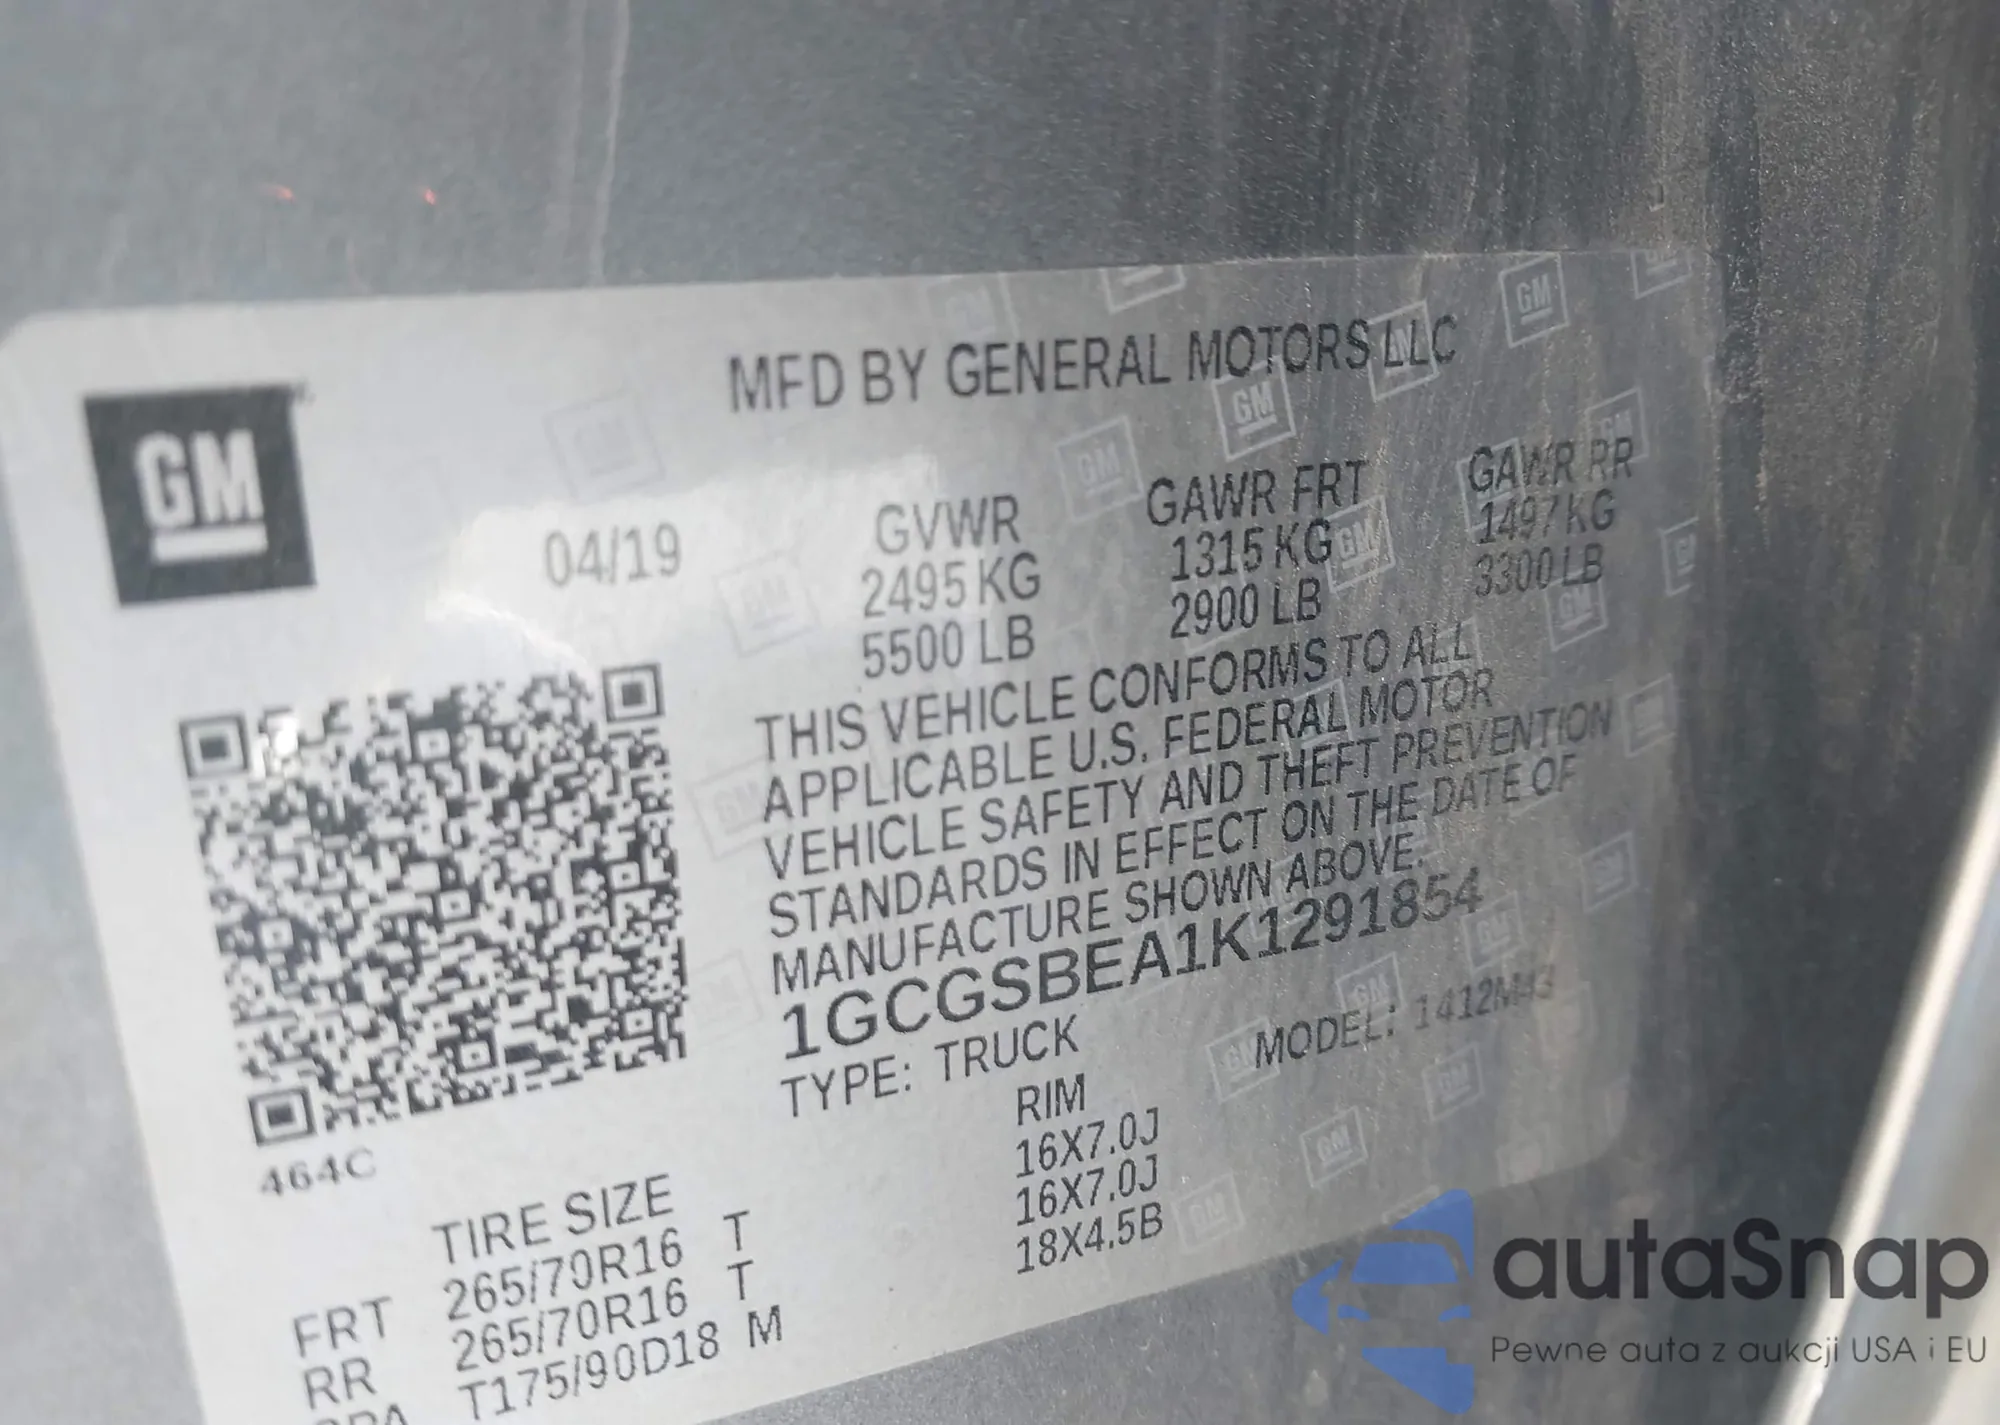 MFD BY GENERAL MOTORS LLC
GM
04/19
GVWR GAWR FRT GAWR RR
2495 KG 1315 KG 1497 KG
5500 LB 2900 LB 3300 LB
THIS VEHICLE CONFORMS TO ALL
APPLICABLE U.S. FEDERAL MOTOR
VEHICLE SAFETY AND THEFT PREVENTION
STANDARDS IN EFFECT ON THE DATE OF
MANUFACTURE SHOWN ABOVE.
1GCGSBEA1K1291854
TYPE: TRUCK MODEL: 1412M43
464C
TIRE SIZE RIM
FRT 265/70R16 T 16X7.0J
RR 265/70R16 T 16X7.0J
SPA T175/90D18 M 18X4.5B
autaSnap
Pewne auta z aukcji USA i EU